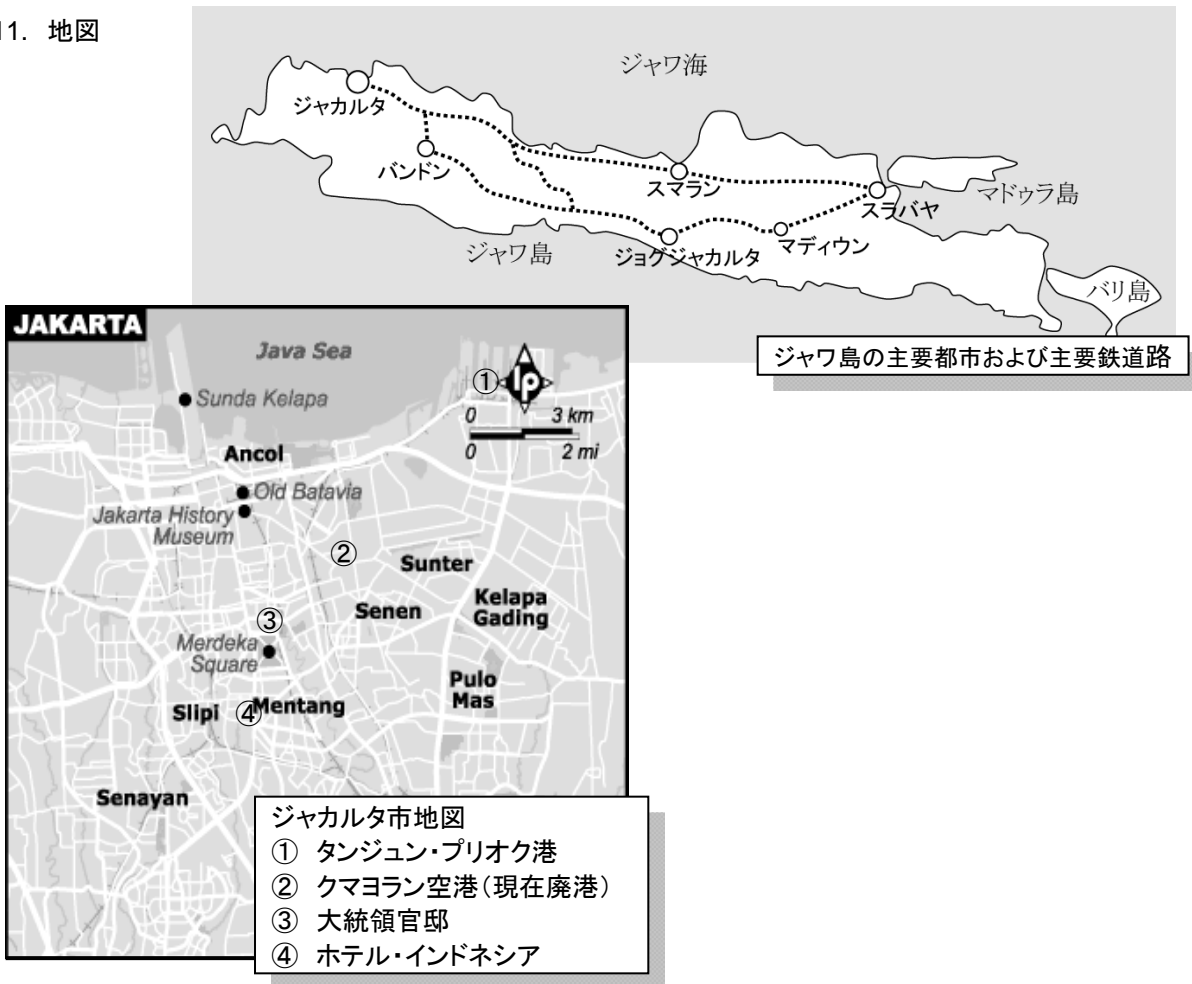 11. 地図
ジャワ海
ジャカルタ
バンドン
スマラン
スラバヤ
マドゥラ島
ジャワ島
ジョグジャカルタ
マディウン
バリ島
ジャワ島の主要都市および主要鉄道路
JAKARTA
Java Sea
①
lp
Sunda Kelapa
0 3 km
0 2 mi
Ancol
Old Batavia
Jakarta History
Museum
②
Sunter
Senen
Kelapa
Gading
③
Merdeka
Square
Pulo
Mas
Slipi
④
Mentang
Senayan
ジャカルタ市地図
① タンジュン・プリオク港
② クマヨラン空港(現在廃港)
③ 大統領官邸
④ ホテル・インドネシア